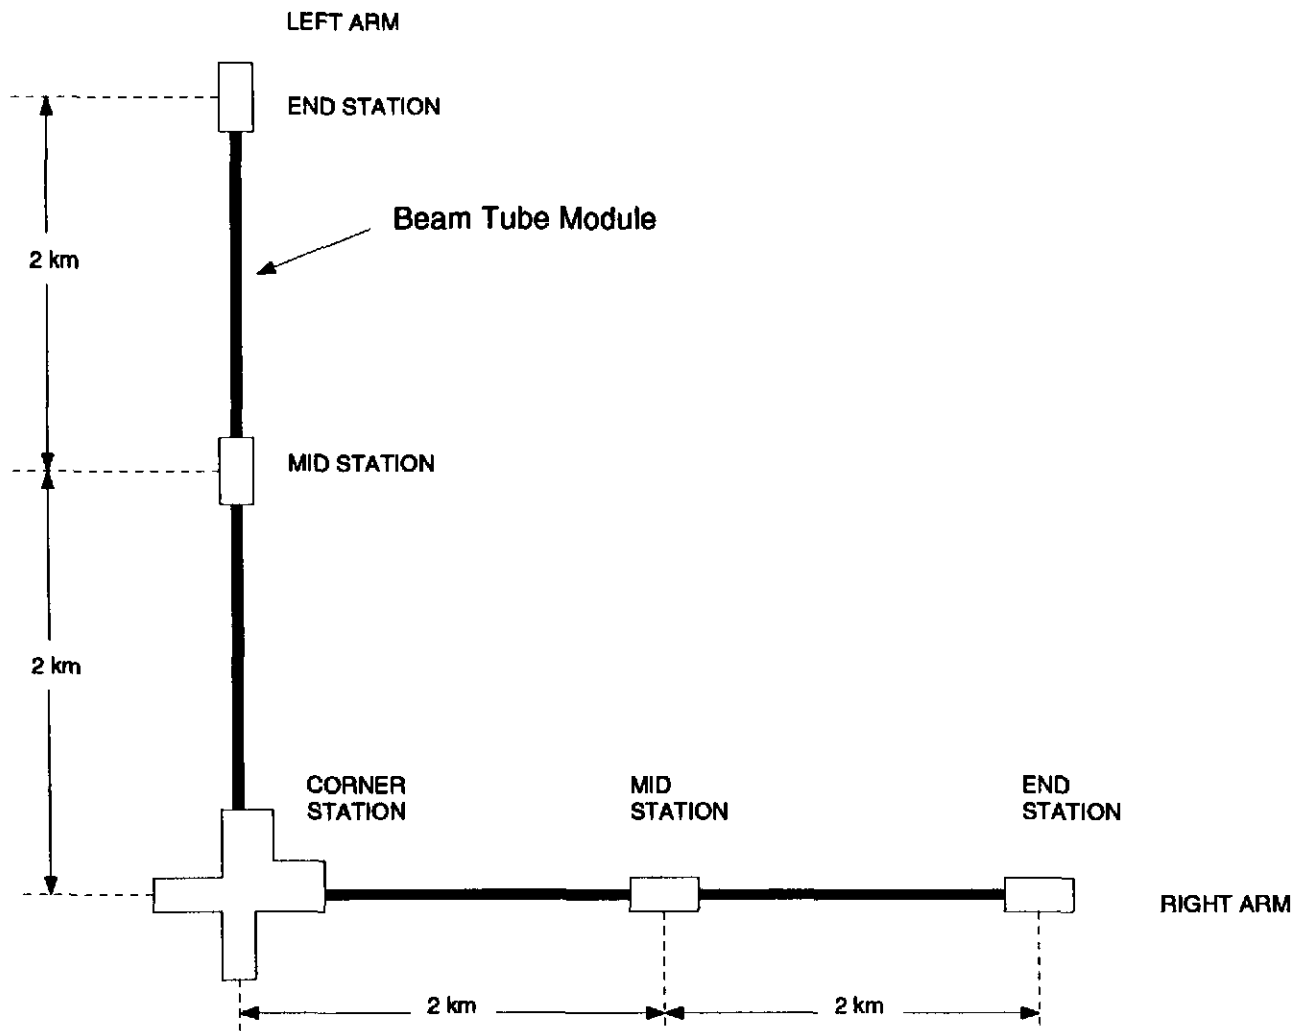 LEFT ARM
END STATION
Beam Tube Module
2 km
MID STATION
2 km
CORNER
STATION
MID
STATION
END
STATION
RIGHT ARM
2 km
2 km